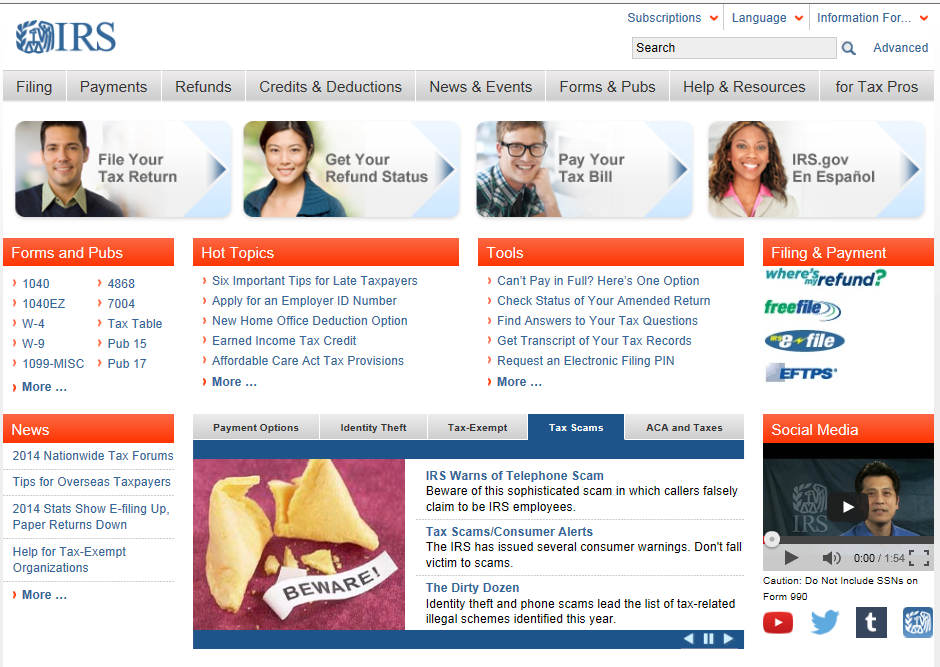 IRS
Subscriptions
Language
Information For...
Search
Advanced
Filing
Payments
Refunds
Credits & Deductions
News & Events
Forms & Pubs
Help & Resources
for Tax Pros
File Your
Tax Return
Get Your
Refund Status
Pay Your
Tax Bill
IRS.gov
En Español
Forms and Pubs
1040
1040EZ
W-4
W-9
1099-MISC
4868
7004
Tax Table
Pub 15
Pub 17
More ...
Hot Topics
Six Important Tips for Late Taxpayers
Apply for an Employer ID Number
New Home Office Deduction Option
Earned Income Tax Credit
Affordable Care Act Tax Provisions
More ...
Tools
Can't Pay in Full? Here's One Option
Check Status of Your Amended Return
Find Answers to Your Tax Questions
Get Transcript of Your Tax Records
Request an Electronic Filing PIN
More ...
Filing & Payment
where's my refund?
freefile
IRS e-file
EFTPS
News
2014 Nationwide Tax Forums
Tips for Overseas Taxpayers
2014 Stats Show E-filing Up,
Paper Returns Down
Help for Tax-Exempt
Organizations
More ...
Payment Options
Identity Theft
Tax-Exempt
Tax Scams
ACA and Taxes
BEWARE!
IRS Warns of Telephone Scam
Beware of this sophisticated scam in which callers falsely
claim to be IRS employees.
Tax Scams/Consumer Alerts
The IRS has issued several consumer warnings. Don't fall
victim to scams.
The Dirty Dozen
Identity theft and phone scams lead the list of tax-related
illegal schemes identified this year.
Social Media
IRS
0:00 / 1:54
Caution: Do Not Include SSNs on
Form 990
t